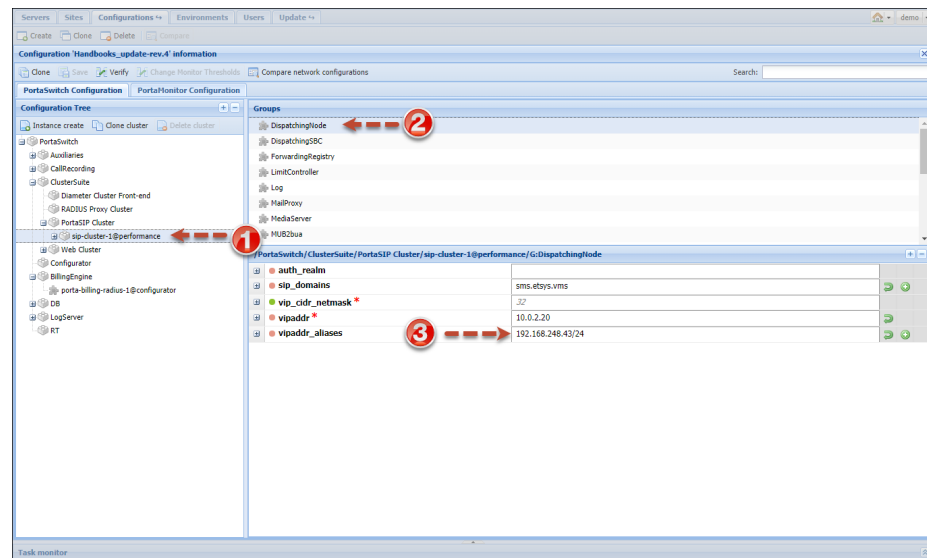 Servers Sites Configurations Environments Users Update demo
Create Clone Delete Compare
Configuration 'Handbooks_update-rev.4' information
Clone Save Verify Change Monitor Thresholds Compare network configurations Search:
PortaSwitch Configuration PortaMonitor Configuration
Configuration Tree
Instance create Clone cluster Delete cluster
PortaSwitch
Auxiliaries
CallRecording
ClusterSuite
Diameter Cluster Front-end
RADIUS Proxy Cluster
PortaSIP Cluster
sip-cluster-1@performance
1
Web Cluster
Configurator
BillingEngine
porta-billing-radius-1@configurator
DB
LogServer
RT
Groups
DispatchingNode
2
DispatchingSBC
ForwardingRegistry
LimitController
Log
MailProxy
MediaServer
MUB2bua
/PortaSwitch/ClusterSuite/PortaSIP Cluster/sip-cluster-1@performance/G:DispatchingNode
auth_realm
sip_domains sms.etsys.vms
vip_cidr_netmask * 32
vipaddr * 10.0.2.20
vipaddr_aliases 3 192.168.248.43/24
Task monitor